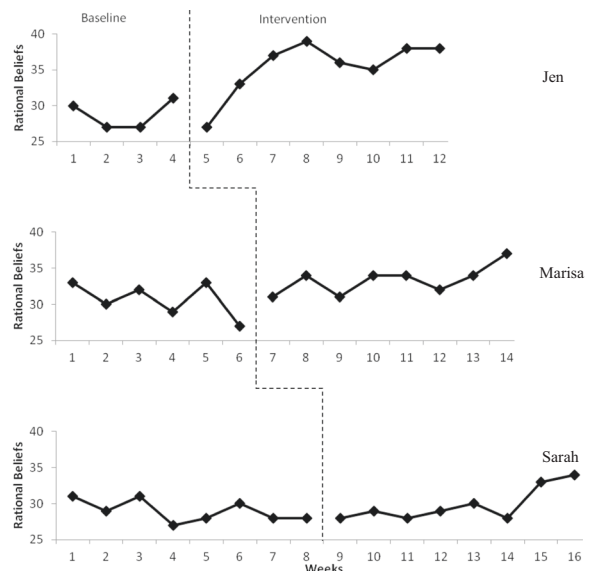 Baseline Intervention
Rational Beliefs
40
35
30
25
1 2 3 4 5 6 7 8 9 10 11 12
Jen
Rational Beliefs
40
35
30
25
1 2 3 4 5 6 7 8 9 10 11 12 13 14
Marisa
Rational Beliefs
40
35
30
25
1 2 3 4 5 6 7 8 9 10 11 12 13 14 15 16
Sarah
Weeks